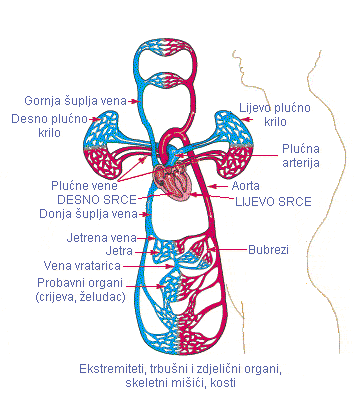 Gornja šuplja vena
Desno plućno
krilo
Lijevo plućno
krilo
Plućna
arterija
Plućne vene
DESNO SRCE
Donja šuplja vena
Aorta
LIJEVO SRCE
Jetrena vena
Jetra
Vena vratarica
Probavni organi
(crijeva, želudac)
Bubrezi
Ekstremiteti, trbušni i zdjelični organi,
skeletni mišići, kosti